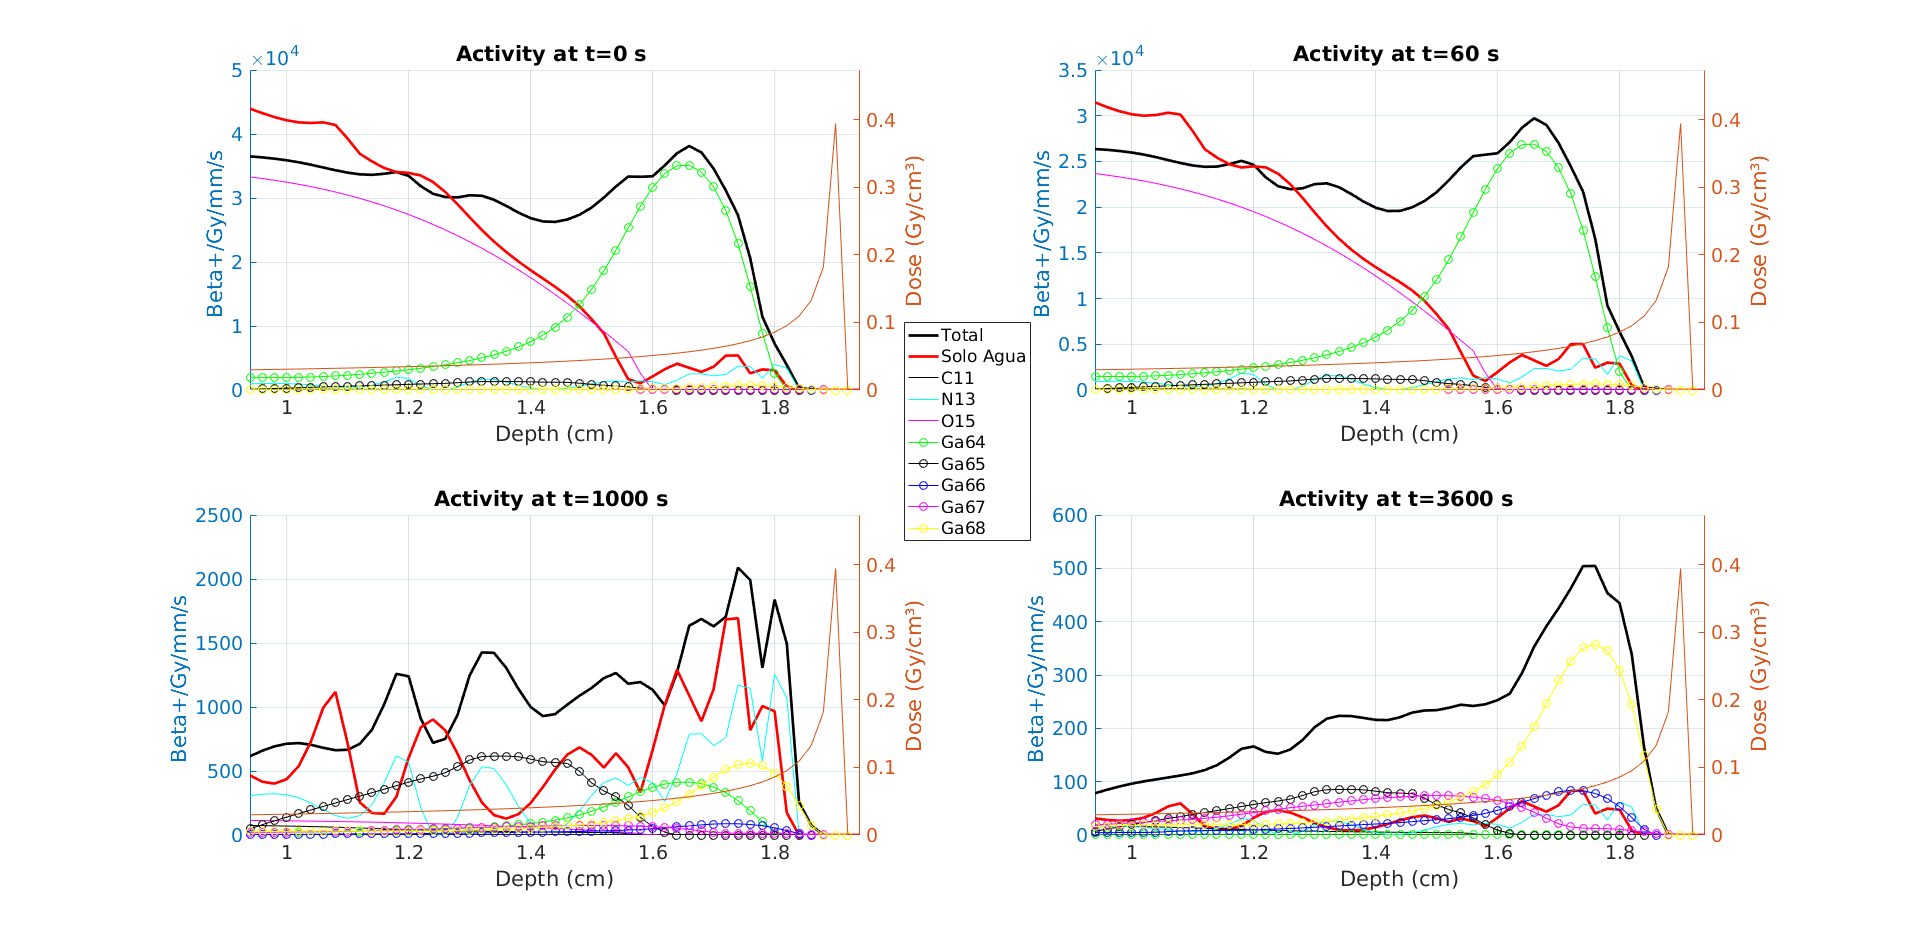 Activity at t=0 s
×10⁴
5
4
3
2
1
0
Beta+/Gy/mm/s
1
1.2
1.4
1.6
1.8
Depth (cm)
0.4
0.3
0.2
0.1
0
Dose (Gy/cm³)
Activity at t=60 s
×10⁴
3.5
3
2.5
2
1.5
1
0.5
0
Beta+/Gy/mm/s
1
1.2
1.4
1.6
1.8
Depth (cm)
0.4
0.3
0.2
0.1
0
Dose (Gy/cm³)
Total
Solo Agua
C11
N13
O15
Ga64
Ga65
Ga66
Ga67
Ga68
Activity at t=1000 s
2500
2000
1500
1000
500
0
Beta+/Gy/mm/s
1
1.2
1.4
1.6
1.8
Depth (cm)
0.4
0.3
0.2
0.1
0
Dose (Gy/cm³)
Activity at t=3600 s
600
500
400
300
200
100
0
Beta+/Gy/mm/s
1
1.2
1.4
1.6
1.8
Depth (cm)
0.4
0.3
0.2
0.1
0
Dose (Gy/cm³)